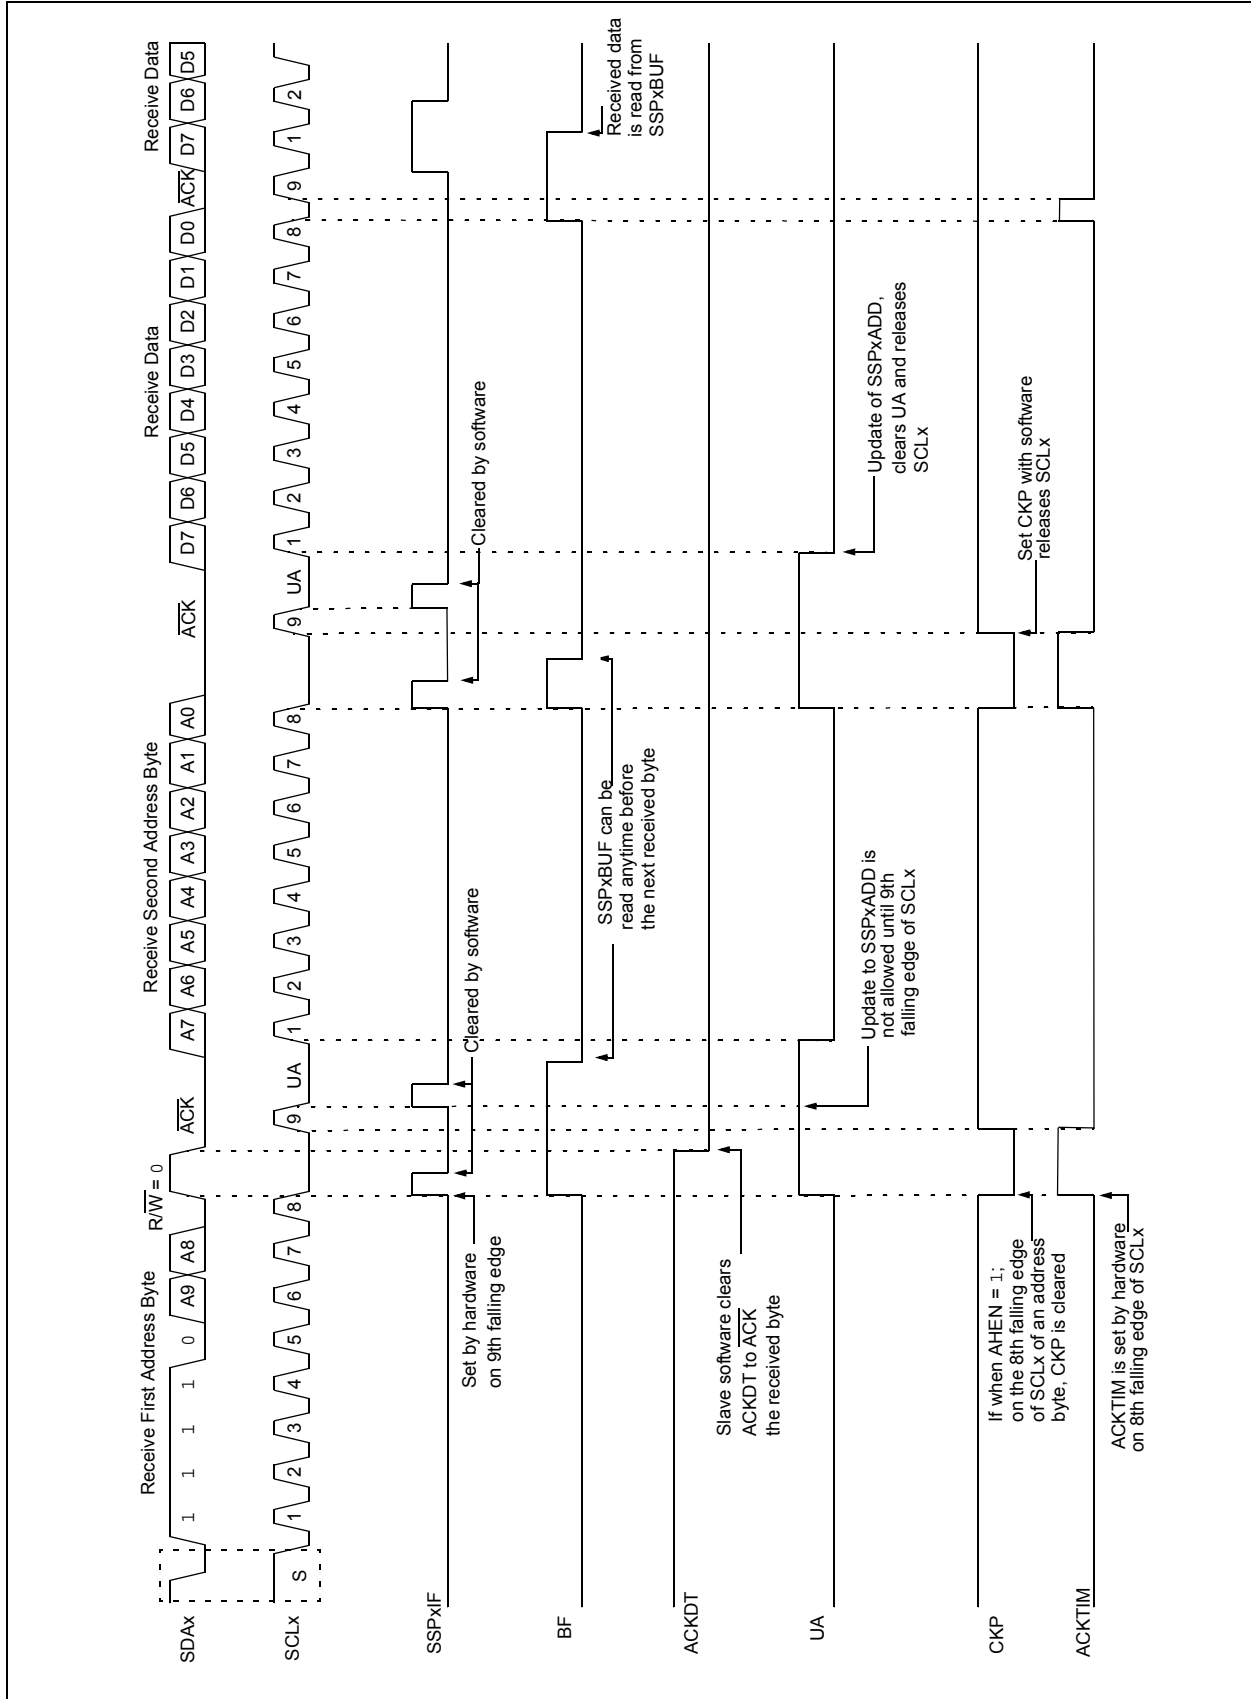 Receive First Address Byte
R/W = 0
Receive Second Address Byte
Receive Data
Receive Data
SDAx
1 1 1 1 0 A9 A8
ACK
A7 A6 A5 A4 A3 A2 A1 A0
ACK
D7 D6 D5 D4 D3 D2 D1 D0
ACK
D7 D6 D5
SCLx
S 1 2 3 4 5 6 7 8 9 UA 1 2 3 4 5 6 7 8 9 UA 1 2 3 4 5 6 7 8 9 1 2
SSPxIF
Set by hardware
on 9th falling edge
Cleared by software
Cleared by software
BF
SSPxBUF can be
read anytime before
the next received byte
Received data
is read from
SSPxBUF
ACKDT
Slave software clears
ACKDT to ACK
the received byte
UA
Update to SSPxADD is
not allowed until 9th
falling edge of SCLx
Update of SSPxADD,
clears UA and releases
SCLx
CKP
If when AHEN = 1;
on the 8th falling edge
of SCLx of an address
byte, CKP is cleared
Set CKP with software
releases SCLx
ACKTIM
ACKTIM is set by hardware
on 8th falling edge of SCLx